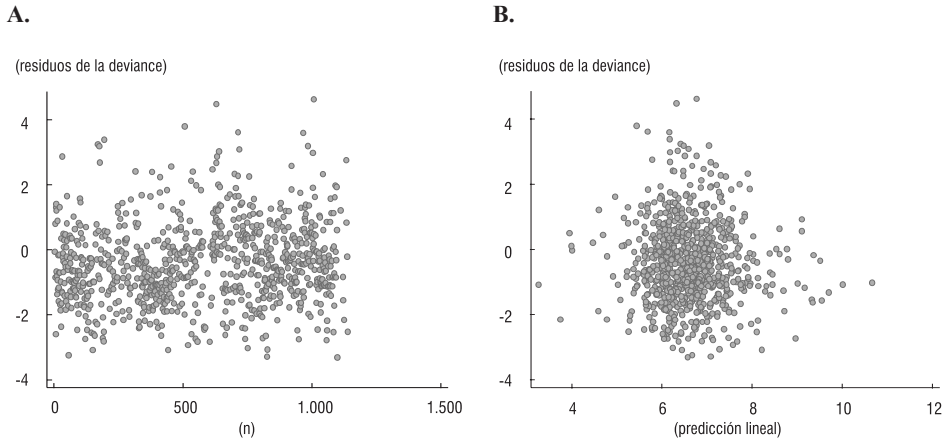 A.
(residuos de la deviance)
4
2
0
-2
-4
0 500 1.000 1.500
(n)
B.
(residuos de la deviance)
4
2
0
-2
-4
4 6 8 10 12
(predicción lineal)